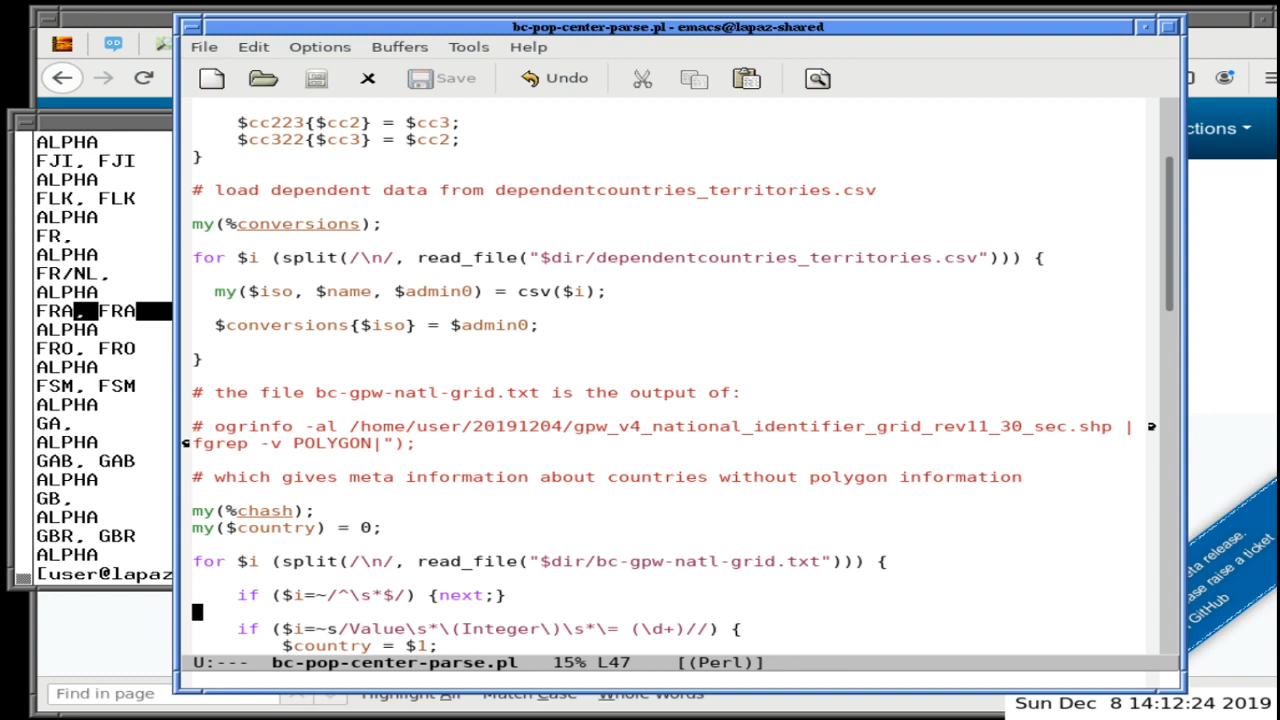 bc-pop-center-parse.pl - emacs@lapaz-shared
File Edit Options Buffers Tools Help
Save Undo
$cc223{$cc2} = $cc3;
$cc322{$cc3} = $cc2;
}
# load dependent data from dependentcountries_territories.csv
my(%conversions);
for $i (split(/\n/, read_file("$dir/dependentcountries_territories.csv"))) {
my($iso, $name, $admin0) = csv($i);
$conversions{$iso} = $admin0;
}
# the file bc-gpw-natl-grid.txt is the output of:
# ogrinfo -al /home/user/20191204/gpw_v4_national_identifier_grid_rev11_30_sec.shp |
fgrep -v POLYGON|");
# which gives meta information about countries without polygon information
my(%chash);
my($country) = 0;
for $i (split(/\n/, read_file("$dir/bc-gpw-natl-grid.txt"))) {
if ($i=~/^\s*$/) {next;}
if ($i=~s/Value\s*\(Integer\)\s*\= (\d+)//) {
$country = $1;
U:--- bc-pop-center-parse.pl 15% L47 [(Perl)]
ALPHA
FJI, FJI
ALPHA
FLK, FLK
ALPHA
FR,
ALPHA
FR/NL,
ALPHA
FRA, FRA
ALPHA
FRO, FRO
ALPHA
FSM, FSM
ALPHA
GA,
ALPHA
GAB, GAB
ALPHA
GB,
ALPHA
GBR, GBR
ALPHA
[user@lapaz
ctions
eta release.
ase raise a ticket
GitHub
Find in page
Highlight All Match Case Whole Words
Sun Dec 8 14:12:24 2019